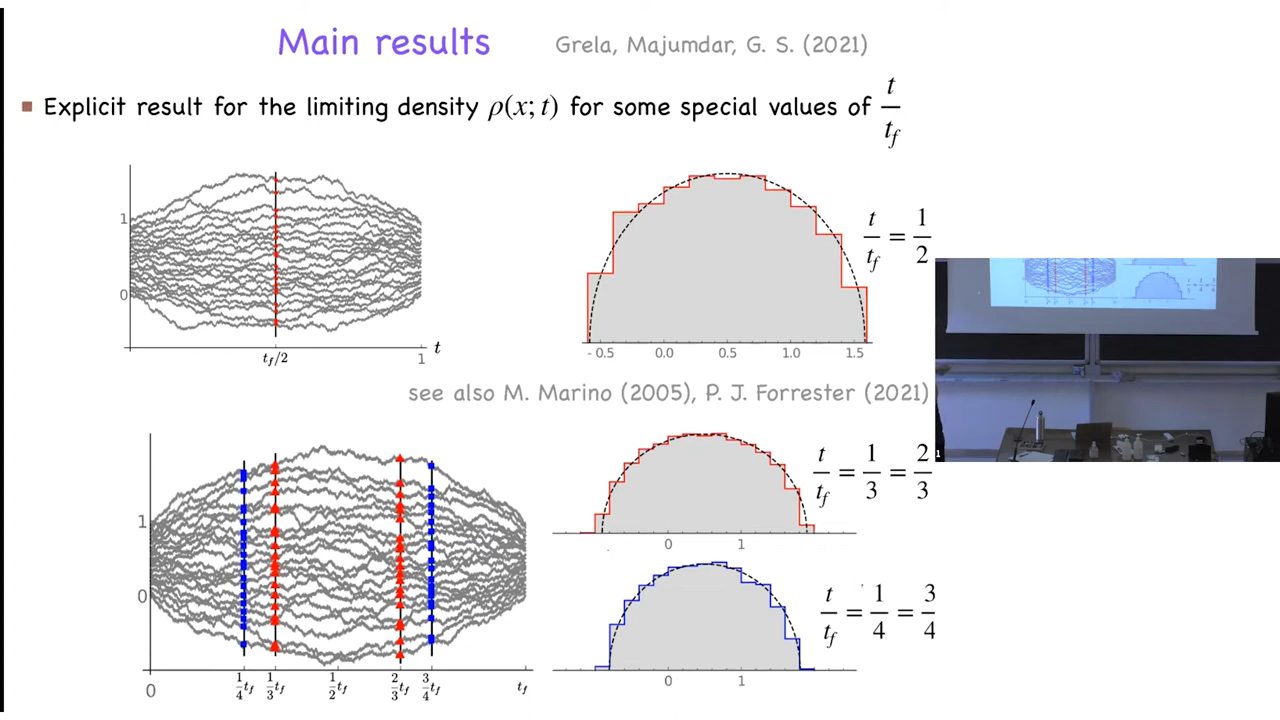 Main results
Grela, Majumdar, G. S. (2021)
Explicit result for the limiting density ρ(x; t) for some special values of t/t_f
1
0
t_f/2
1
t
-0.5 0.0 0.5 1.0 1.5
t/t_f = 1/2
see also M. Marino (2005), P. J. Forrester (2021)
1
0
0
1/4 t_f 1/3 t_f 1/2 t_f 2/3 t_f 3/4 t_f t_f
0 1
t/t_f = 1/3 = 2/3
0 1
t/t_f = 1/4 = 3/4
1